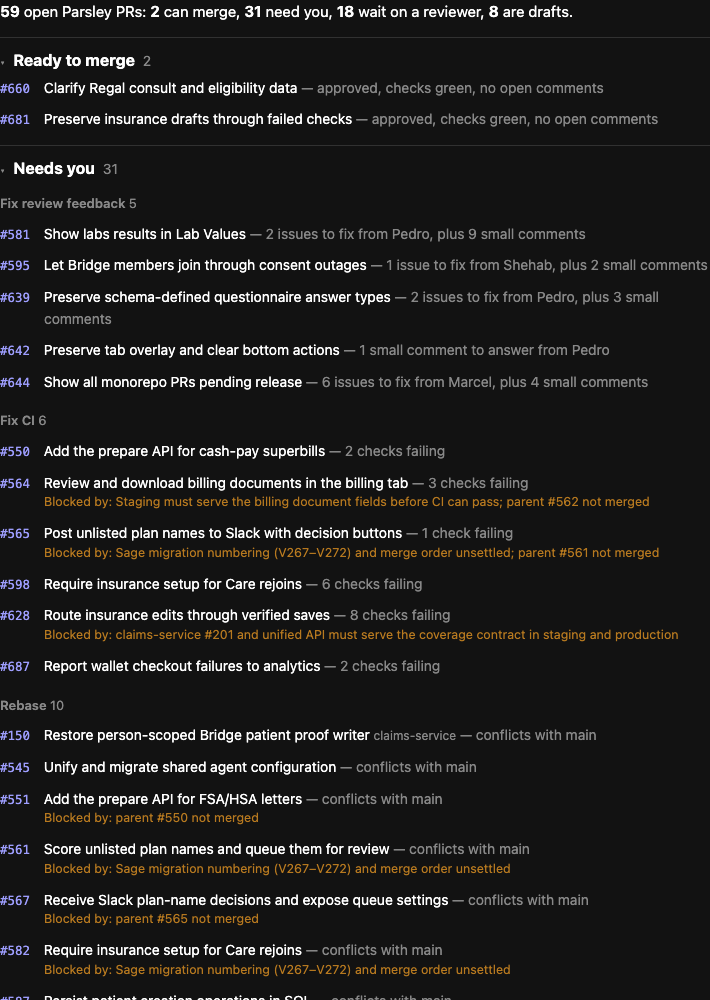 59 open Parsley PRs: 2 can merge, 31 need you, 18 wait on a reviewer, 8 are drafts.
Ready to merge 2
#660 Clarify Regal consult and eligibility data — approved, checks green, no open comments
#681 Preserve insurance drafts through failed checks — approved, checks green, no open comments
Needs you 31
Fix review feedback 5
#581 Show labs results in Lab Values — 2 issues to fix from Pedro, plus 9 small comments
#595 Let Bridge members join through consent outages — 1 issue to fix from Shehab, plus 2 small comments
#639 Preserve schema-defined questionnaire answer types — 2 issues to fix from Pedro, plus 3 small
comments
#642 Preserve tab overlay and clear bottom actions — 1 small comment to answer from Pedro
#644 Show all monorepo PRs pending release — 6 issues to fix from Marcel, plus 4 small comments
Fix CI 6
#550 Add the prepare API for cash-pay superbills — 2 checks failing
#564 Review and download billing documents in the billing tab — 3 checks failing
Blocked by: Staging must serve the billing document fields before CI can pass; parent #562 not merged
#565 Post unlisted plan names to Slack with decision buttons — 1 check failing
Blocked by: Sage migration numbering (V267–V272) and merge order unsettled; parent #561 not merged
#598 Require insurance setup for Care rejoins — 6 checks failing
#628 Route insurance edits through verified saves — 8 checks failing
Blocked by: claims-service #201 and unified API must serve the coverage contract in staging and production
#687 Report wallet checkout failures to analytics — 2 checks failing
Rebase 10
#150 Restore person-scoped Bridge patient proof writer claims-service — conflicts with main
#545 Unify and migrate shared agent configuration — conflicts with main
#551 Add the prepare API for FSA/HSA letters — conflicts with main
Blocked by: parent #550 not merged
#561 Score unlisted plan names and queue them for review — conflicts with main
Blocked by: Sage migration numbering (V267–V272) and merge order unsettled
#567 Receive Slack plan-name decisions and expose queue settings — conflicts with main
Blocked by: parent #565 not merged
#582 Require insurance setup for Care rejoins — conflicts with main
Blocked by: Sage migration numbering (V267–V272) and merge order unsettled
#587 Persist patient creation operations in SQL — conflicts with main